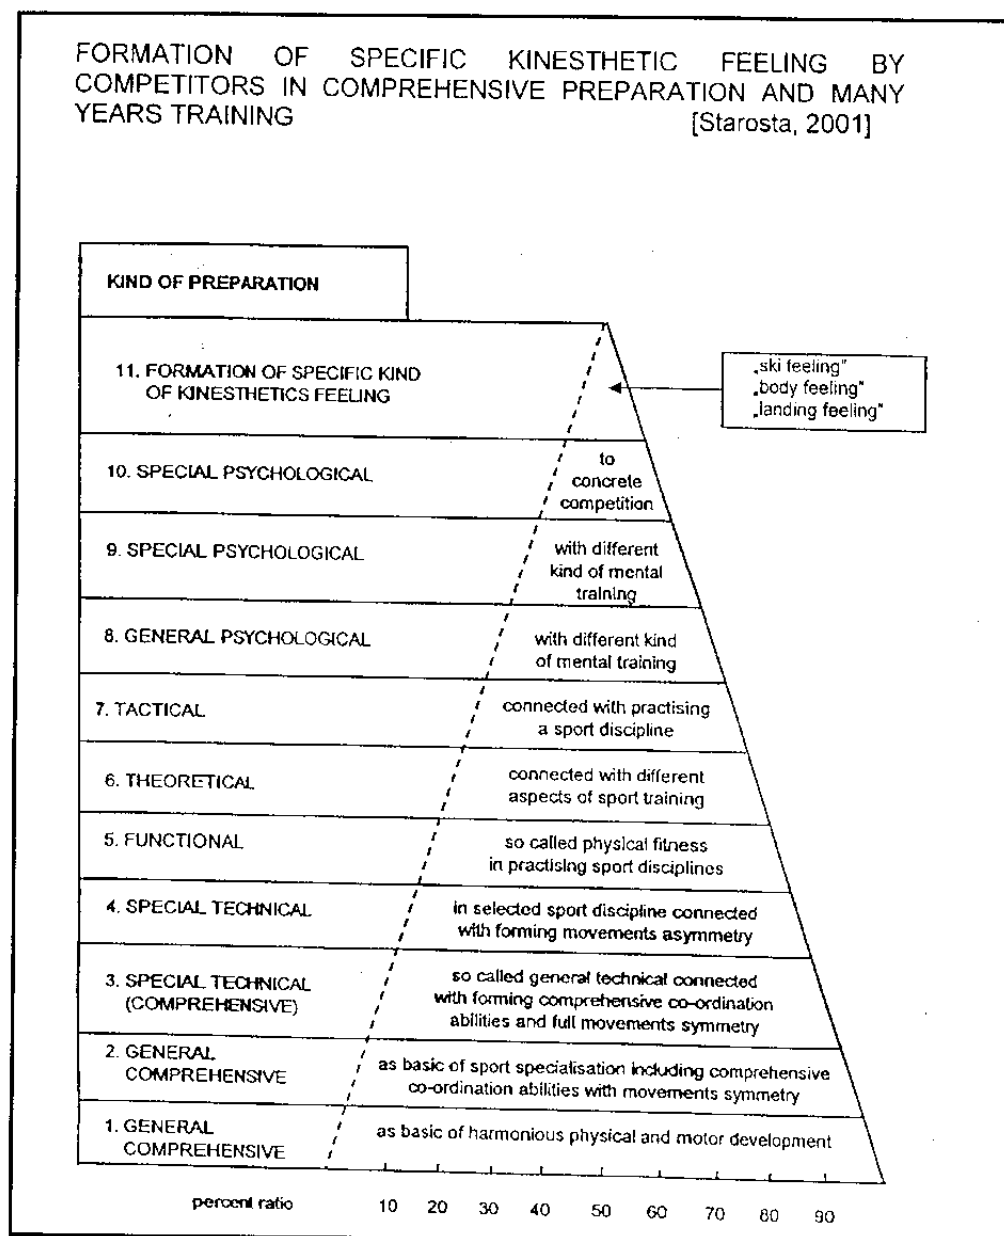 FORMATION OF SPECIFIC KINESTHETIC FEELING BY
COMPETITORS IN COMPREHENSIVE PREPARATION AND MANY
YEARS TRAINING [Starosta, 2001]
KIND OF PREPARATION
11. FORMATION OF SPECIFIC KIND
OF KINESTHETICS FEELING
„ski feeling"
„body feeling"
„landing feeling"
10. SPECIAL PSYCHOLOGICAL
to
concrete
competition
9. SPECIAL PSYCHOLOGICAL
with different
kind of mental
training
8. GENERAL PSYCHOLOGICAL
with different kind
of mental training
7. TACTICAL
connected with practising
a sport discipline
6. THEORETICAL
connected with different
aspects of sport training
5. FUNCTIONAL
so called physical fitness
in practising sport disciplines
4. SPECIAL TECHNICAL
in selected sport discipline connected
with forming movements asymmetry
3. SPECIAL TECHNICAL
(COMPREHENSIVE)
so called general technical connected
with forming comprehensive co-ordination
abilities and full movements symmetry
2. GENERAL
COMPREHENSIVE
as basic of sport specialisation including comprehensive
co-ordination abilities with movements symmetry
1. GENERAL
COMPREHENSIVE
as basic of harmonious physical and motor development
percent ratio 10 20 30 40 50 60 70 80 90